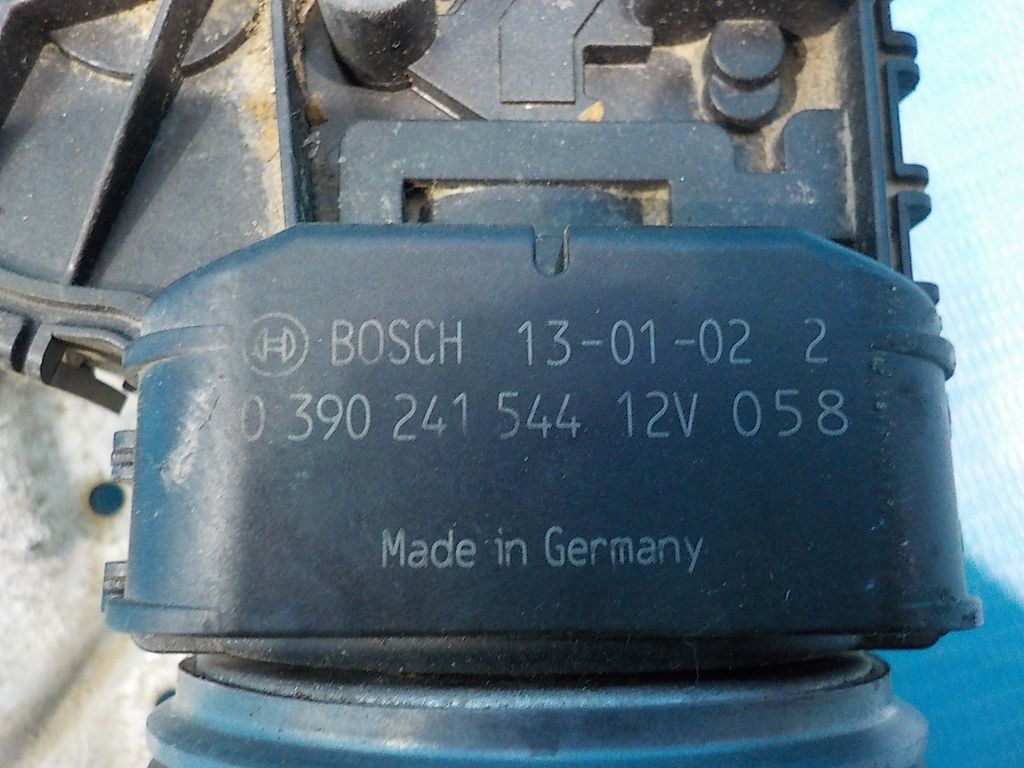 BOSCH 13-01-02 2
0 390 241 544 12V 058
Made in Germany